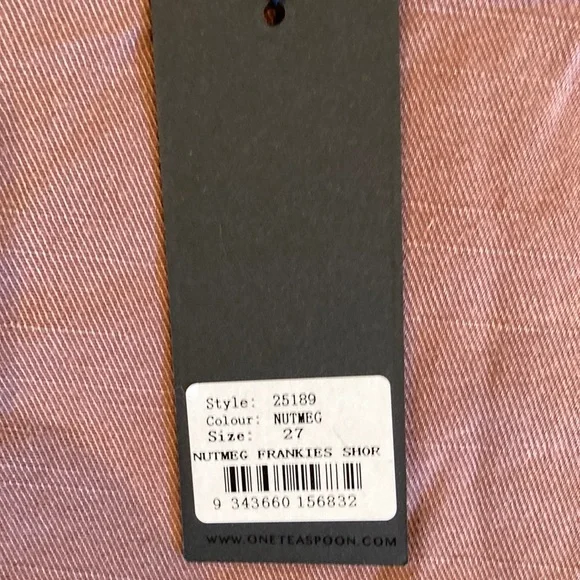 Style: 25189
Colour: NUTMEG
Size: 27
NUTMEG FRANKIES SHOR
9 343660 156832
WWW.ONETEASPOON.COM